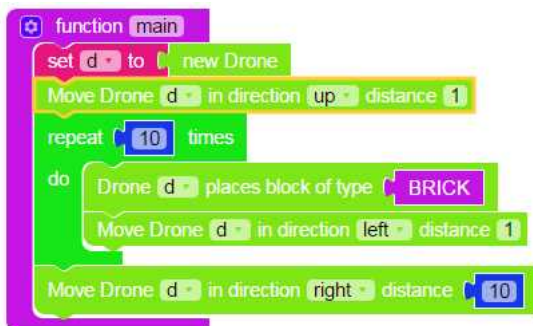 function main
set d to new Drone
Move Drone d in direction up distance 1
repeat 10 times
do Drone d places block of type BRICK
Move Drone d in direction left distance 1
Move Drone d in direction right distance 10